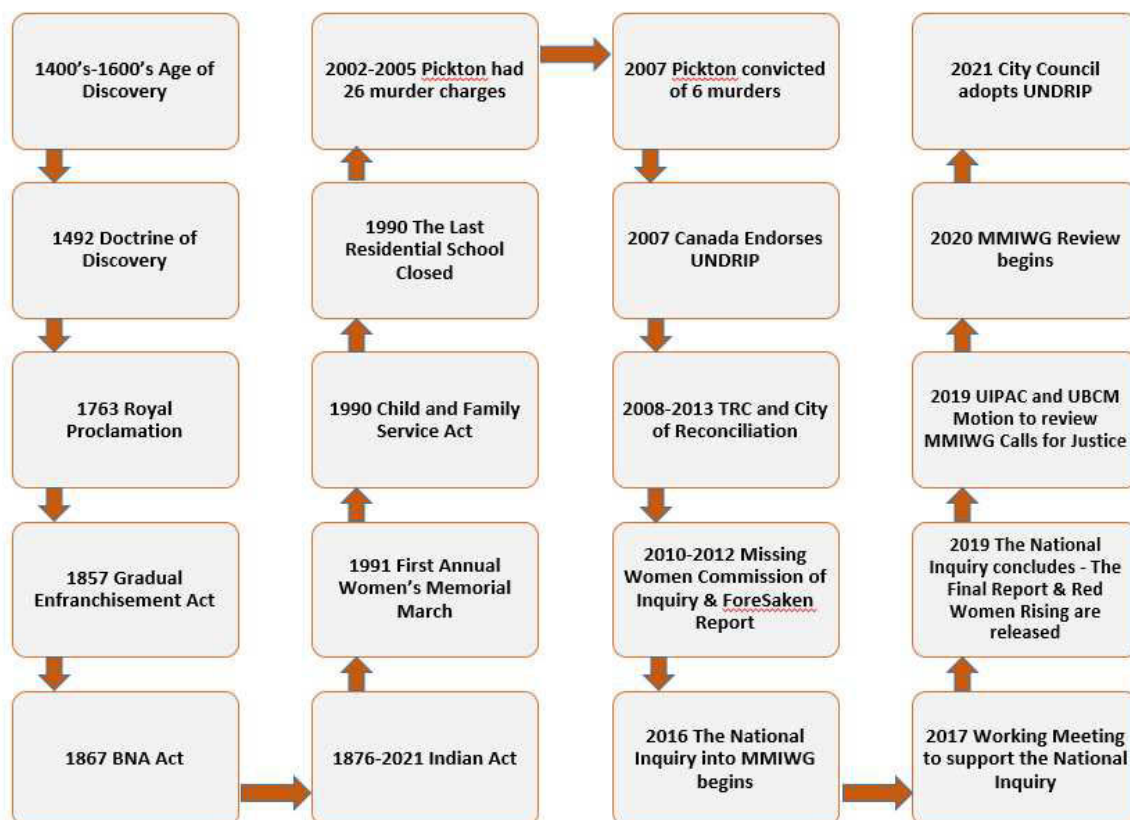 1400's-1600's Age of
Discovery
1492 Doctrine of
Discovery
1763 Royal
Proclamation
1857 Gradual
Enfranchisement Act
1867 BNA Act
1876-2021 Indian Act
1991 First Annual
Women's Memorial
March
1990 Child and Family
Service Act
1990 The Last
Residential School
Closed
2002-2005 Pickton had
26 murder charges
2007 Pickton convicted
of 6 murders
2007 Canada Endorses
UNDRIP
2008-2013 TRC and City
of Reconciliation
2010-2012 Missing
Women Commission of
Inquiry & ForeSaken
Report
2016 The National
Inquiry into MMIWG
begins
2017 Working Meeting
to support the National
Inquiry
2019 The National
Inquiry concludes - The
Final Report & Red
Women Rising are
released
2019 UIPAC and UBCM
Motion to review
MMIWG Calls for Justice
2020 MMIWG Review
begins
2021 City Council
adopts UNDRIP